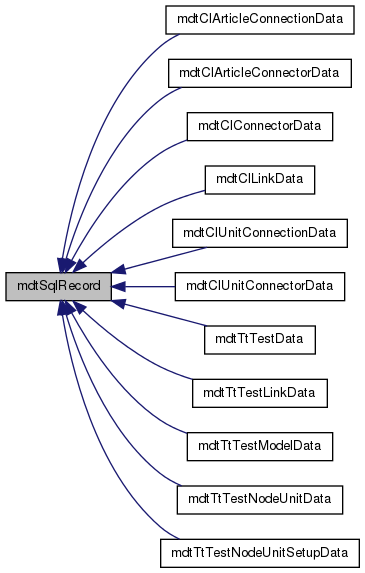 mdtClArticleConnectionData
mdtClArticleConnectorData
mdtClConnectorData
mdtClLinkData
mdtClUnitConnectionData
mdtSqlRecord
mdtClUnitConnectorData
mdtTtTestData
mdtTtTestLinkData
mdtTtTestModelData
mdtTtTestNodeUnitData
mdtTtTestNodeUnitSetupData